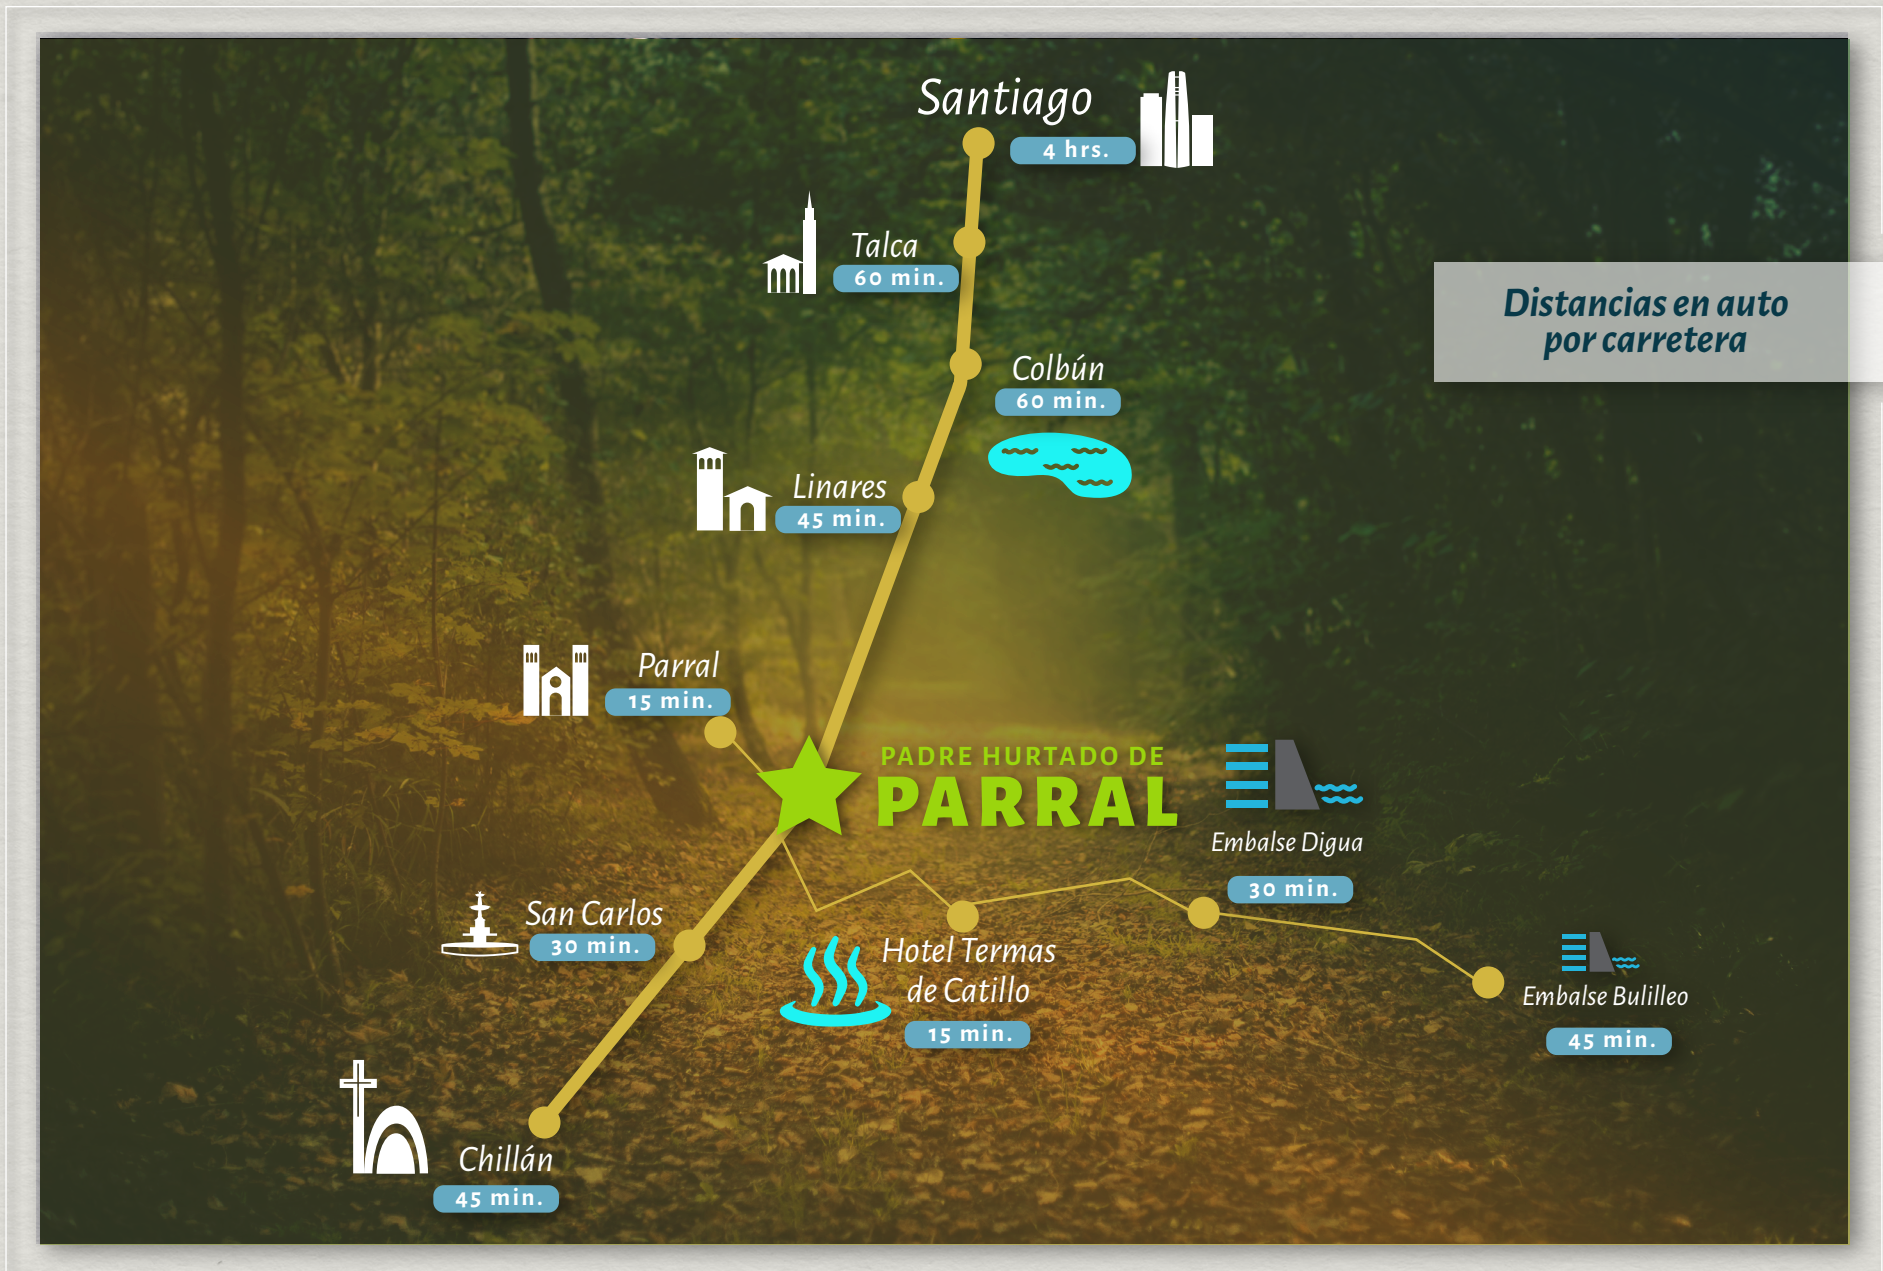 Santiago
4 hrs.
Talca
60 min.
Distancias en auto
por carretera
Colbún
60 min.
Linares
45 min.
Parral
15 min.
PADRE HURTADO DE
PARRAL
Embalse Digua
30 min.
San Carlos
30 min.
Hotel Termas
de Catillo
15 min.
Embalse Bulilleo
45 min.
Chillán
45 min.